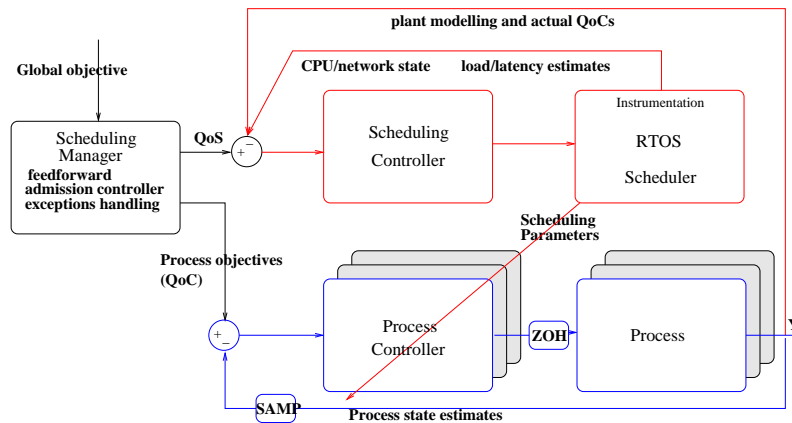 plant modelling and actual QoCs
Global objective
CPU/network state load/latency estimates
Instrumentation
RTOS
Scheduler
Scheduling
Controller
QoS
+ −
Scheduling
Manager
feedforward
admission controller
exceptions handling
Scheduling
Parameters
Process objectives
(QoC)
+ −
Process
Controller
ZOH
Process
Y
SAMP
Process state estimates